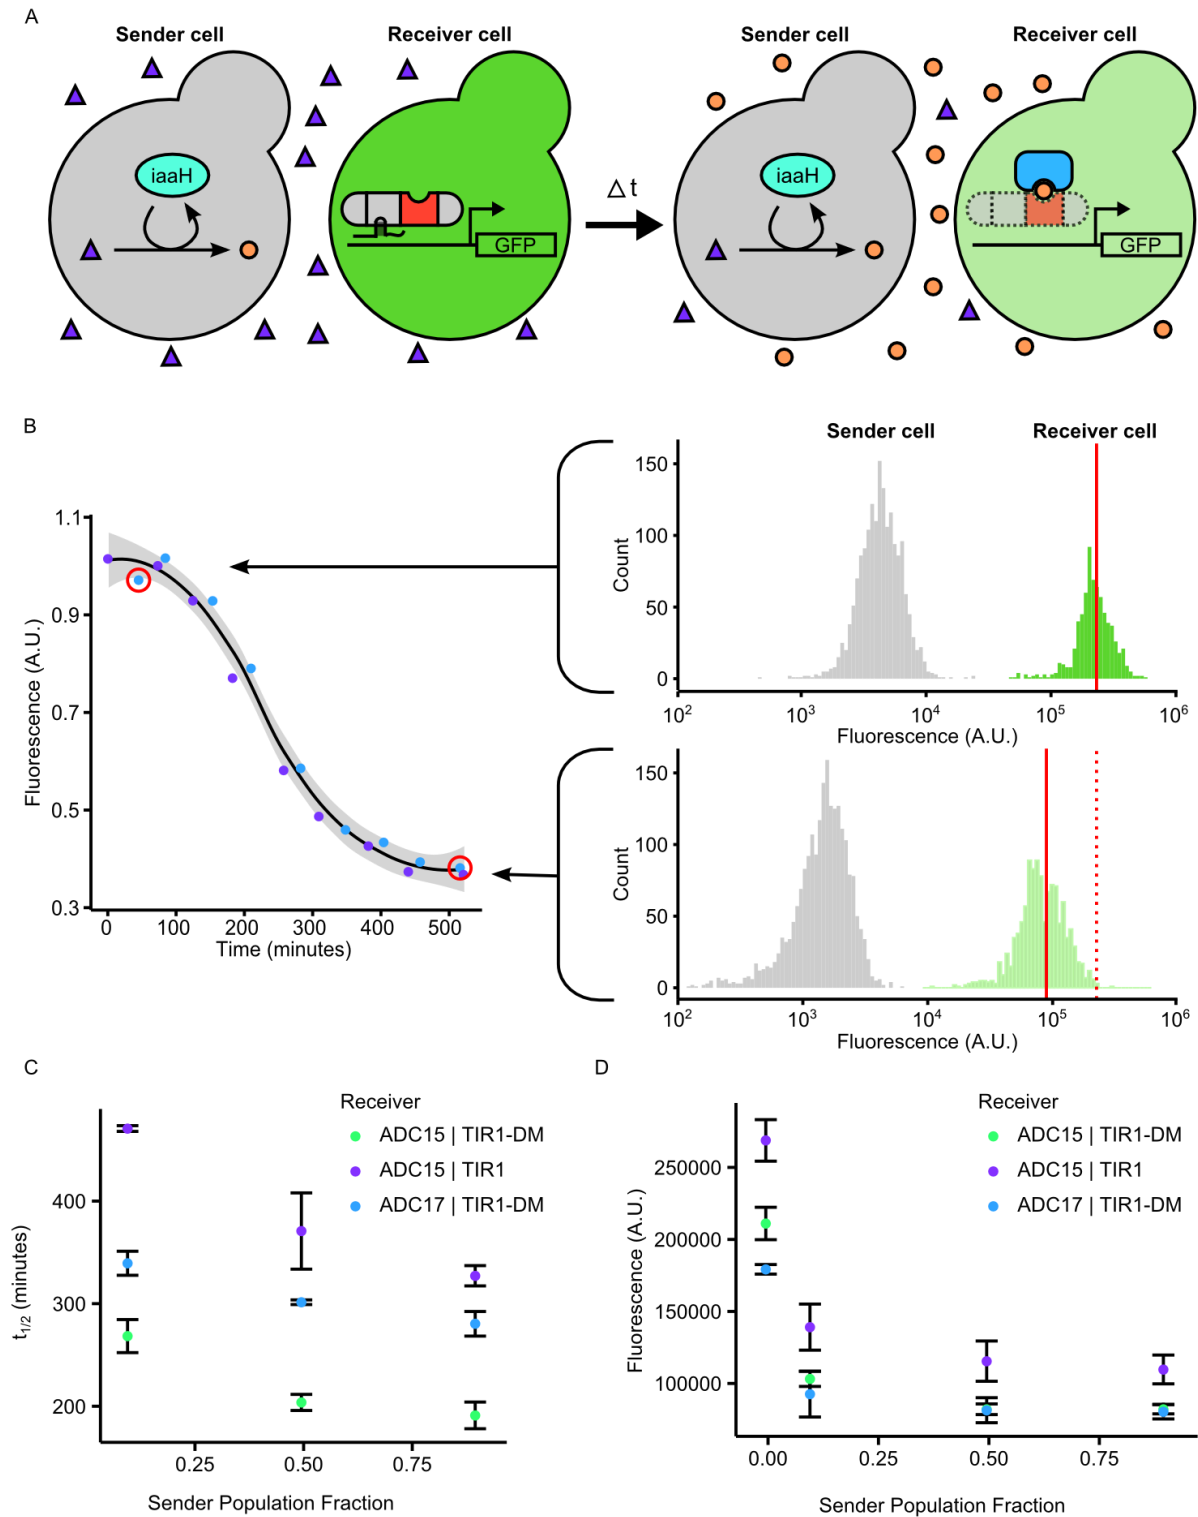 A
Sender cell
Receiver cell
Sender cell
Receiver cell
iaaH
GFP
Δt
iaaH
GFP
B
Sender cell
Receiver cell
1.1
0.9
0.7
0.5
0.3
Fluorescence (A.U.)
0
100
200
300
400
500
Time (minutes)
150
100
50
0
Count
10²
10³
10⁴
10⁵
10⁶
Fluorescence (A.U.)
150
100
50
0
Count
10²
10³
10⁴
10⁵
10⁶
Fluorescence (A.U.)
C
Receiver
ADC15 | TIR1-DM
ADC15 | TIR1
ADC17 | TIR1-DM
400
300
200
t1/2 (minutes)
0.25
0.50
0.75
Sender Population Fraction
D
Receiver
ADC15 | TIR1-DM
ADC15 | TIR1
ADC17 | TIR1-DM
250000
200000
150000
100000
Fluorescence (A.U.)
0.00
0.25
0.50
0.75
Sender Population Fraction